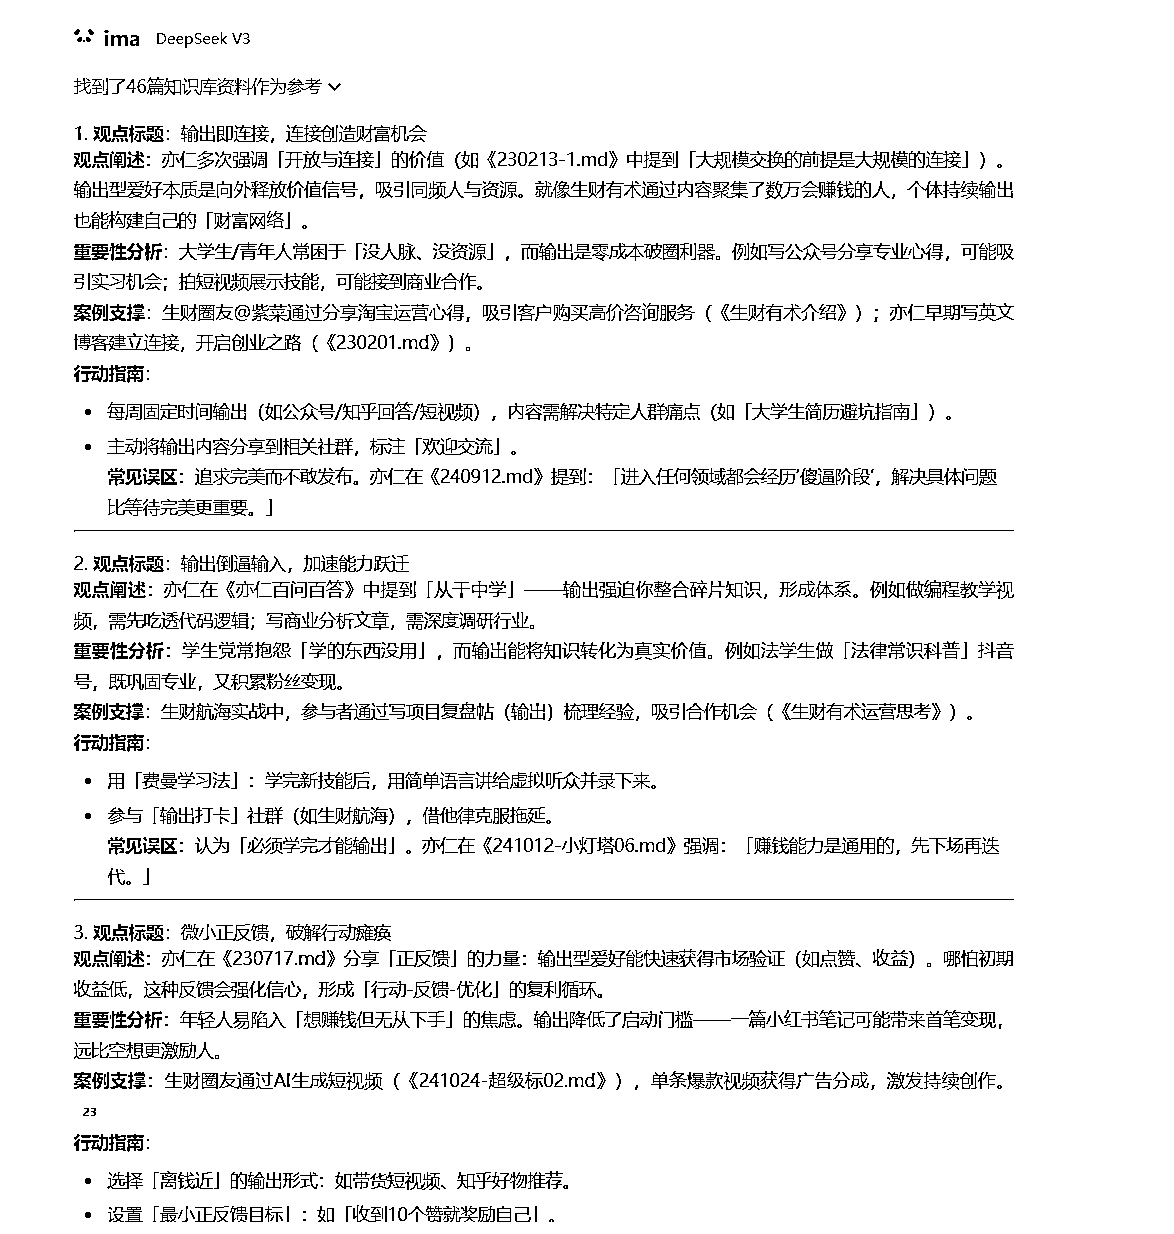 ima DeepSeek V3
找到了46篇知识库资料作为参考
1. 观点标题：输出即连接，连接创造财富机会
观点阐述：亦仁多次强调「开放与连接」的价值（如《230213-1.md》中提到「大规模交换的前提是大规模的连接」）。
输出型爱好本质是向外释放价值信号，吸引同频人与资源。就像生财有术通过内容聚集了数万会赚钱的人，个体持续输出
也能构建自己的「财富网络」。
重要性分析：大学生/青年人常困于「没人脉、没资源」，而输出是零成本破圈利器。例如写公众号分享专业心得，可能吸
引实习机会；拍短视频展示技能，可能接到商业合作。
案例支撑：生财圈友@紫菜通过分享淘宝运营心得，吸引客户购买高价咨询服务（《生财有术介绍》）；亦仁早期写英文
博客建立连接，开启创业之路（《230201.md》）。
行动指南：
• 每周固定时间输出（如公众号/知乎回答/短视频），内容需解决特定人群痛点（如「大学生简历避坑指南」）。
• 主动将输出内容分享到相关社群，标注「欢迎交流」。
常见误区：追求完美而不敢发布。亦仁在《240912.md》提到：「进入任何领域都会经历‘傻逼阶段’，解决具体问题
比等待完美更重要。」
2. 观点标题：输出倒逼输入，加速能力跃迁
观点阐述：亦仁在《亦仁百问百答》中提到「从干中学」——输出强迫你整合碎片知识，形成体系。例如做编程教学视
频，需先吃透代码逻辑；写商业分析文章，需深度调研行业。
重要性分析：学生党常抱怨「学的东西没用」，而输出能将知识转化为真实价值。例如法学生做「法律常识科普」抖音
号，既巩固专业，又积累粉丝变现。
案例支撑：生财航海实战中，参与者通过写项目复盘帖（输出）梳理经验，吸引合作机会（《生财有术运营思考》）。
行动指南：
• 用「费曼学习法」：学完新技能后，用简单语言讲给虚拟听众并录下来。
• 参与「输出打卡」社群（如生财航海），借他律克服拖延。
常见误区：认为「必须学完才能输出」。亦仁在《241012-小灯塔06.md》强调：「赚钱能力是通用的，先下场再迭
代。」
3. 观点标题：微小正反馈，破解行动瘫痪
观点阐述：亦仁在《230717.md》分享「正反馈」的力量：输出型爱好能快速获得市场验证（如点赞、收益）。哪怕初期
收益低，这种反馈会强化信心，形成「行动-反馈-优化」的复利循环。
重要性分析：年轻人易陷入「想赚钱但无从下手」的焦虑。输出降低了启动门槛——一篇小红书笔记可能带来首笔变现，
远比空想更激励人。
案例支撑：生财圈友通过AI生成短视频（《241024-超级标02.md》），单条爆款视频获得广告分成，激发持续创作。
23
行动指南：
• 选择「离钱近」的输出形式：如带货短视频、知乎好物推荐。
• 设置「最小正反馈目标」：如「收到10个赞就奖励自己」。